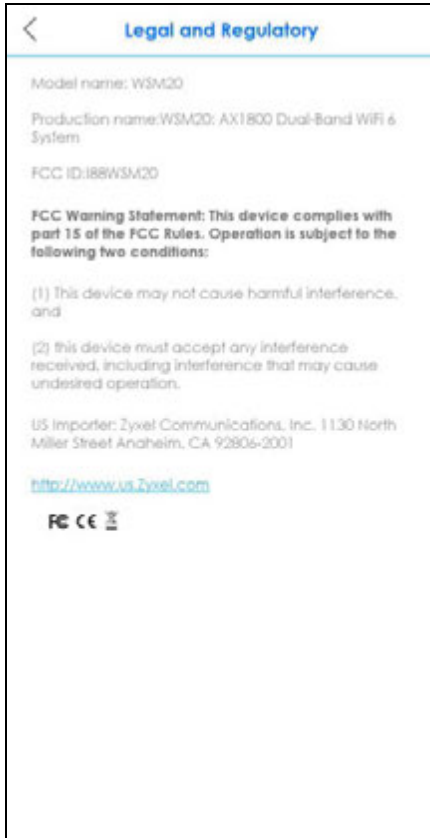 Legal and Regulatory
Model name: WSM20
Production name:WSM20: AX1800 Dual-Band WiFi 6
System
FCC ID:I88WSM20
FCC Warning Statement: This device complies with
part 15 of the FCC Rules. Operation is subject to the
following two conditions:
(1) This device may not cause harmful interference,
and
(2) this device must accept any interference
received, including interference that may cause
undesired operation.
US Importer: Zyxel Communications, Inc. 1130 North
Miller Street Anaheim, CA 92806-2001
http://www.us.Zyxel.com
FC CE